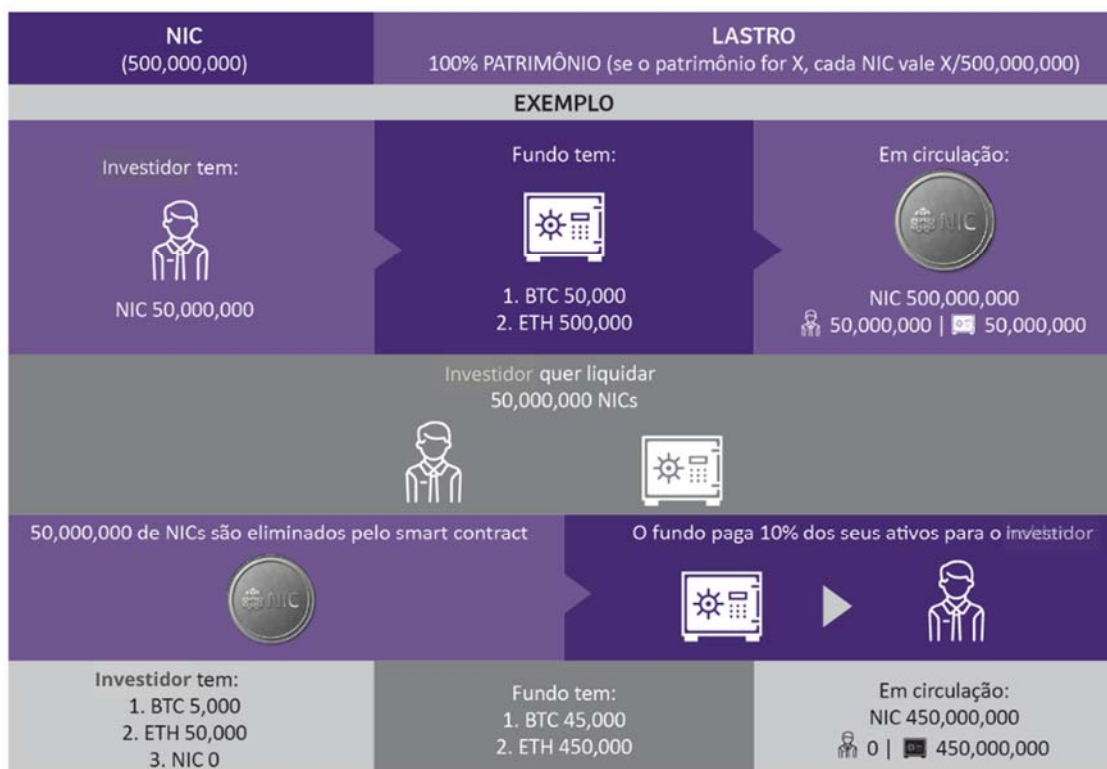 NIC
(500,000,000)
LASTRO
100% PATRIMÔNIO (se o patrimônio for X, cada NIC vale X/500,000,000)
EXEMPLO
Investidor tem:
NIC 50,000,000
Fundo tem:
1. BTC 50,000
2. ETH 500,000
Em circulação:
NIC
NIC 500,000,000
50,000,000 | 50,000,000
Investidor quer liquidar
50,000,000 NICs
50,000,000 de NICs são eliminados pelo smart contract
NIC
O fundo paga 10% dos seus ativos para o investidor
Investidor tem:
1. BTC 5,000
2. ETH 50,000
3. NIC 0
Fundo tem:
1. BTC 45,000
2. ETH 450,000
Em circulação:
NIC 450,000,000
0 | 450,000,000